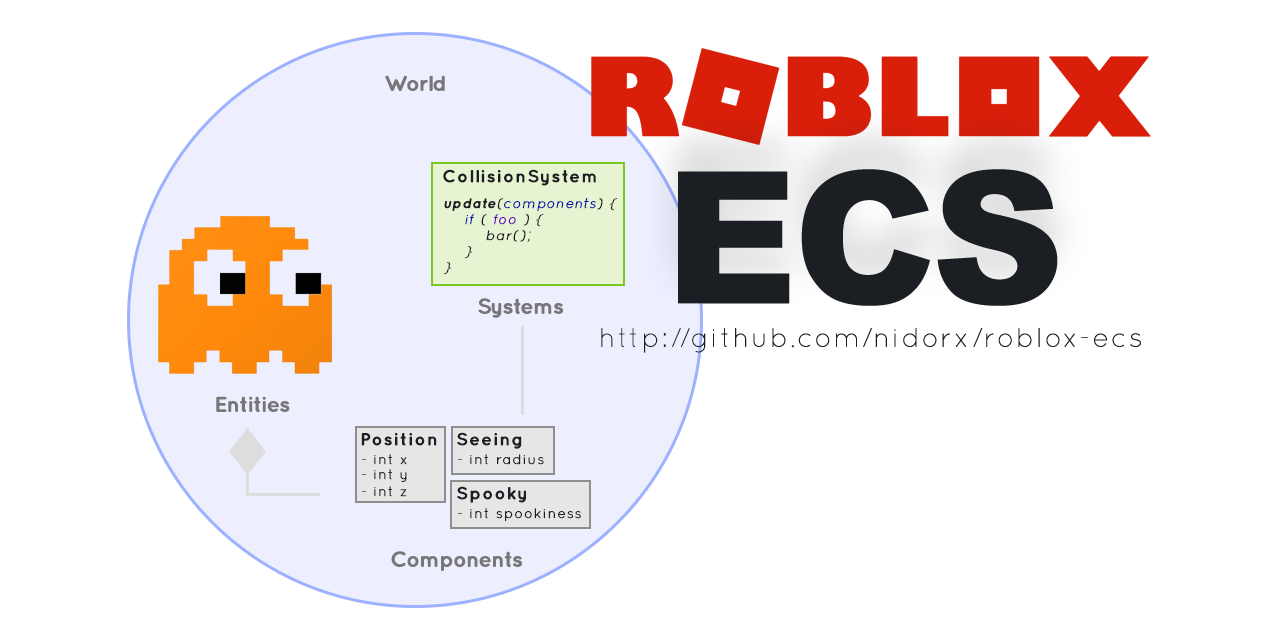 World
ROBLOX
ECS
http://github.com/nidorx/roblox-ecs
CollisionSystem
update(components) {
if ( foo ) {
bar();
}
}
Systems
Entities
Position
- int x
- int y
- int z
Seeing
- int radius
Spooky
- int spookiness
Components